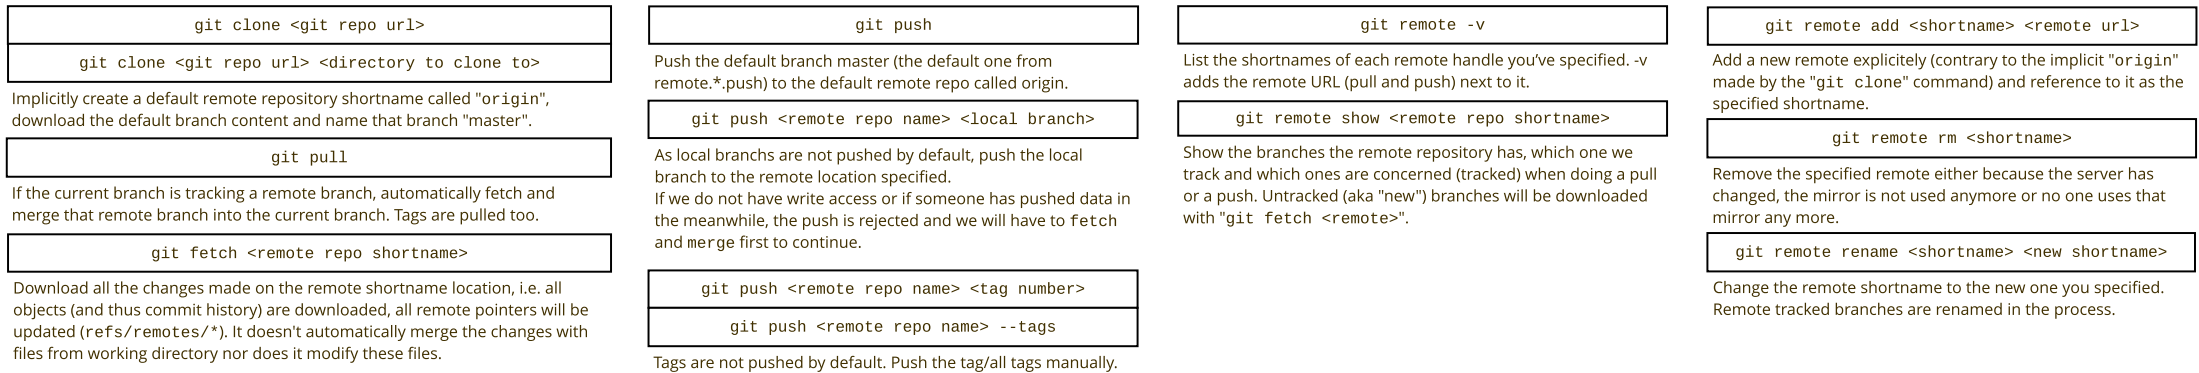 git clone <git repo url>
git clone <git repo url> <directory to clone to>
Implicitly create a default remote repository shortname called "origin",
download the default branch content and name that branch "master".
git pull
If the current branch is tracking a remote branch, automatically fetch and
merge that remote branch into the current branch. Tags are pulled too.
git fetch <remote repo shortname>
Download all the changes made on the remote shortname location, i.e. all
objects (and thus commit history) are downloaded, all remote pointers will be
updated (refs/remotes/*). It doesn't automatically merge the changes with
files from working directory nor does it modify these files.
git push
Push the default branch master (the default one from
remote.*.push) to the default remote repo called origin.
git push <remote repo name> <local branch>
As local branchs are not pushed by default, push the local
branch to the remote location specified.
If we do not have write access or if someone has pushed data in
the meanwhile, the push is rejected and we will have to fetch
and merge first to continue.
git push <remote repo name> <tag number>
git push <remote repo name> --tags
Tags are not pushed by default. Push the tag/all tags manually.
git remote -v
List the shortnames of each remote handle you’ve specified. -v
adds the remote URL (pull and push) next to it.
git remote show <remote repo shortname>
Show the branches the remote repository has, which one we
track and which ones are concerned (tracked) when doing a pull
or a push. Untracked (aka "new") branches will be downloaded
with "git fetch <remote>".
git remote add <shortname> <remote url>
Add a new remote explicitely (contrary to the implicit "origin"
made by the "git clone" command) and reference to it as the
specified shortname.
git remote rm <shortname>
Remove the specified remote either because the server has
changed, the mirror is not used anymore or no one uses that
mirror any more.
git remote rename <shortname> <new shortname>
Change the remote shortname to the new one you specified.
Remote tracked branches are renamed in the process.